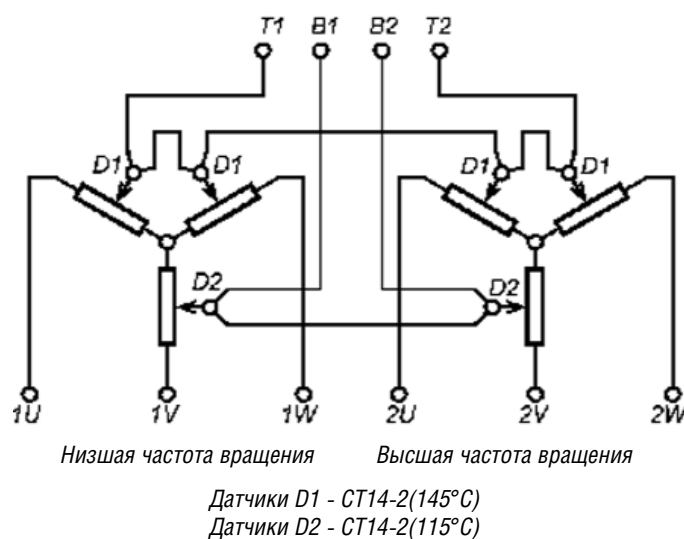 T1 B1 B2 T2
D1 D1 D1 D1
D2 D2
1U 1V 1W 2U 2V 2W
Низшая частота вращения Высшая частота вращения
Датчики D1 - СТ14-2(145°С)
Датчики D2 - СТ14-2(115°С)